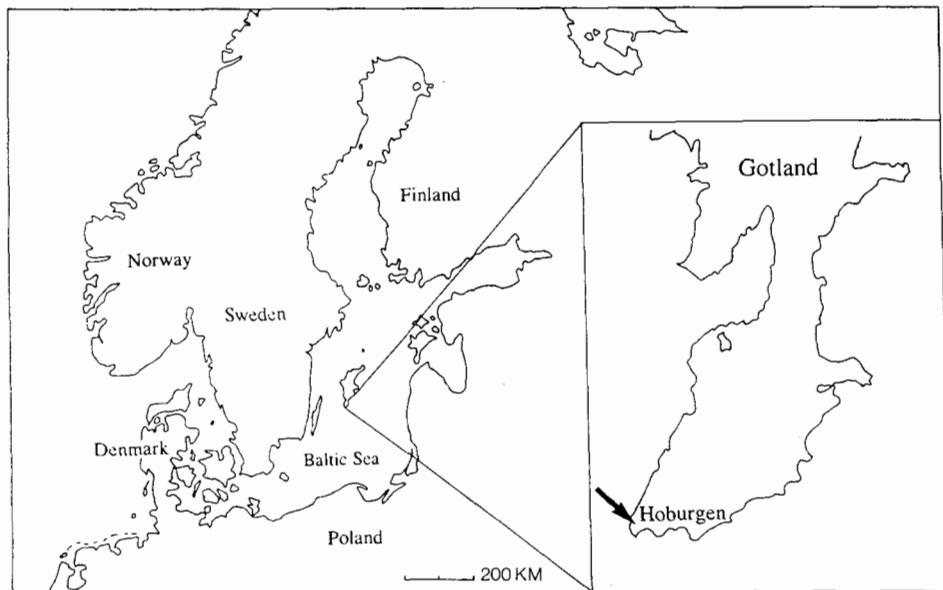 Gotland
Finland
Norway
Sweden
Denmark
Baltic Sea
Hoburgen
Poland
200 KM